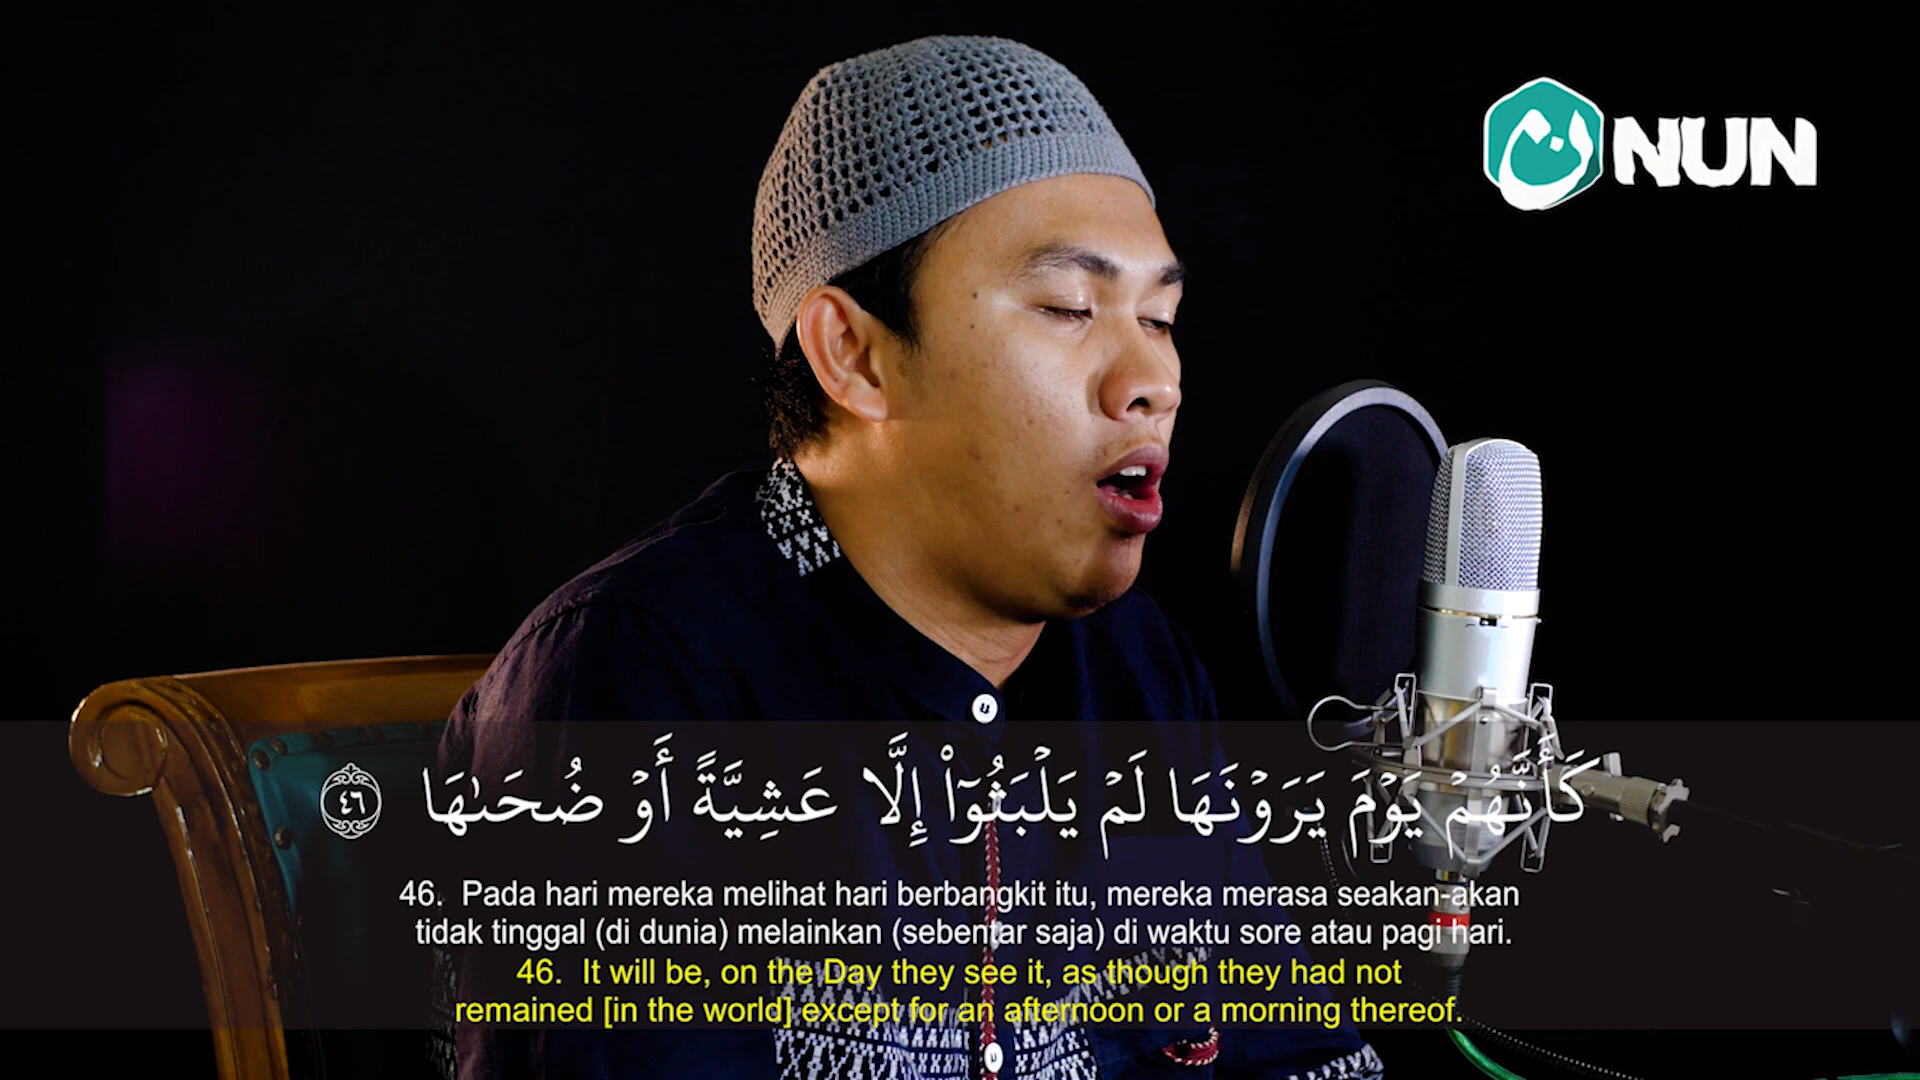 NUN
كَأَنَّهُمْ يَوْمَ يَرَوْنَهَا لَمْ يَلْبَثُوٓا۟ إِلَّا عَشِيَّةً أَوْ ضُحَىٰهَا ٤٦
46. Pada hari mereka melihat hari berbangkit itu, mereka merasa seakan-akan
tidak tinggal (di dunia) melainkan (sebentar saja) di waktu sore atau pagi hari.
46. It will be, on the Day they see it, as though they had not
remained [in the world] except for an afternoon or a morning thereof.